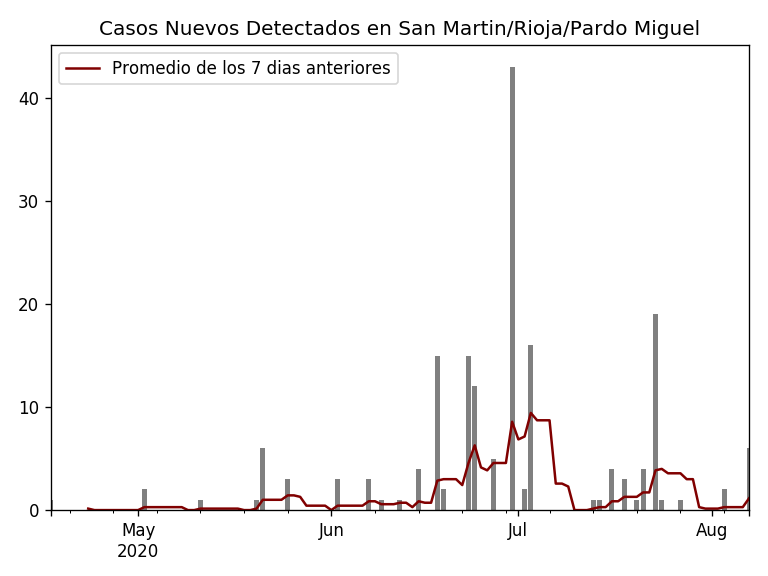 Casos Nuevos Detectados en San Martin/Rioja/Pardo Miguel
Promedio de los 7 dias anteriores
40
30
20
10
0
May
2020
Jun
Jul
Aug